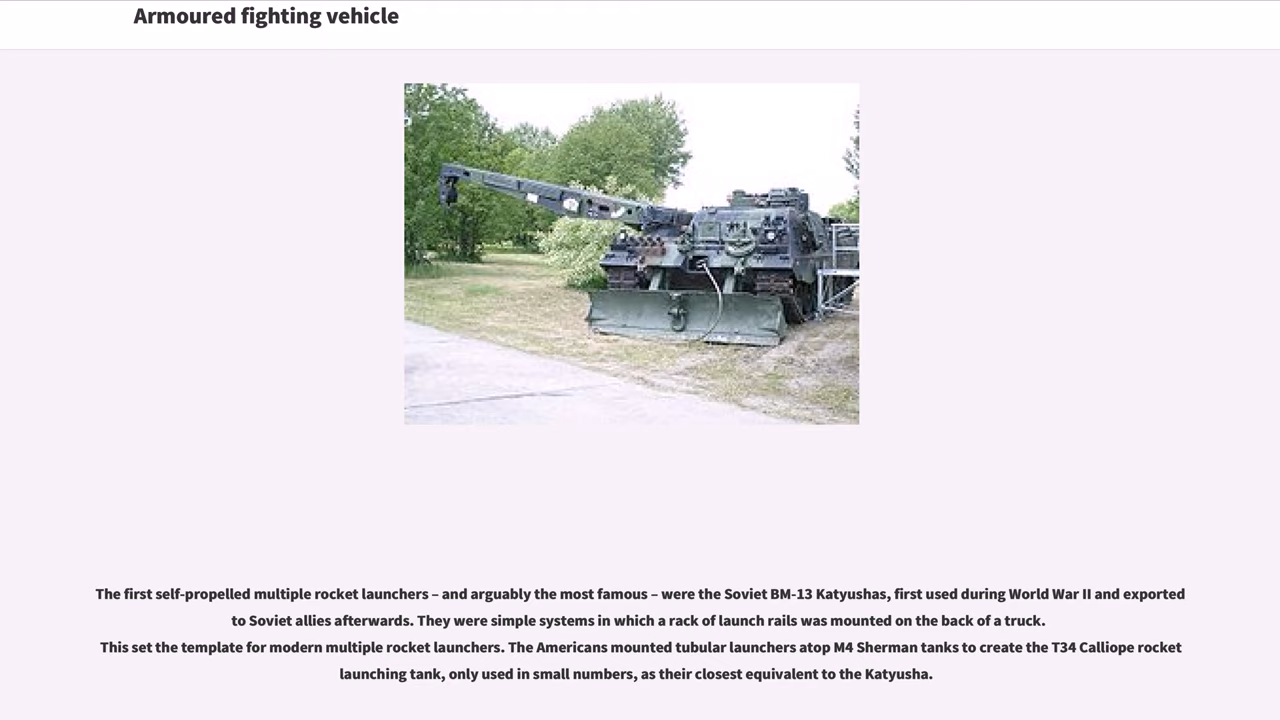 Armoured fighting vehicle
The first self-propelled multiple rocket launchers – and arguably the most famous – were the Soviet BM-13 Katyushas, first used during World War II and exported
to Soviet allies afterwards. They were simple systems in which a rack of launch rails was mounted on the back of a truck.
This set the template for modern multiple rocket launchers. The Americans mounted tubular launchers atop M4 Sherman tanks to create the T34 Calliope rocket
launching tank, only used in small numbers, as their closest equivalent to the Katyusha.